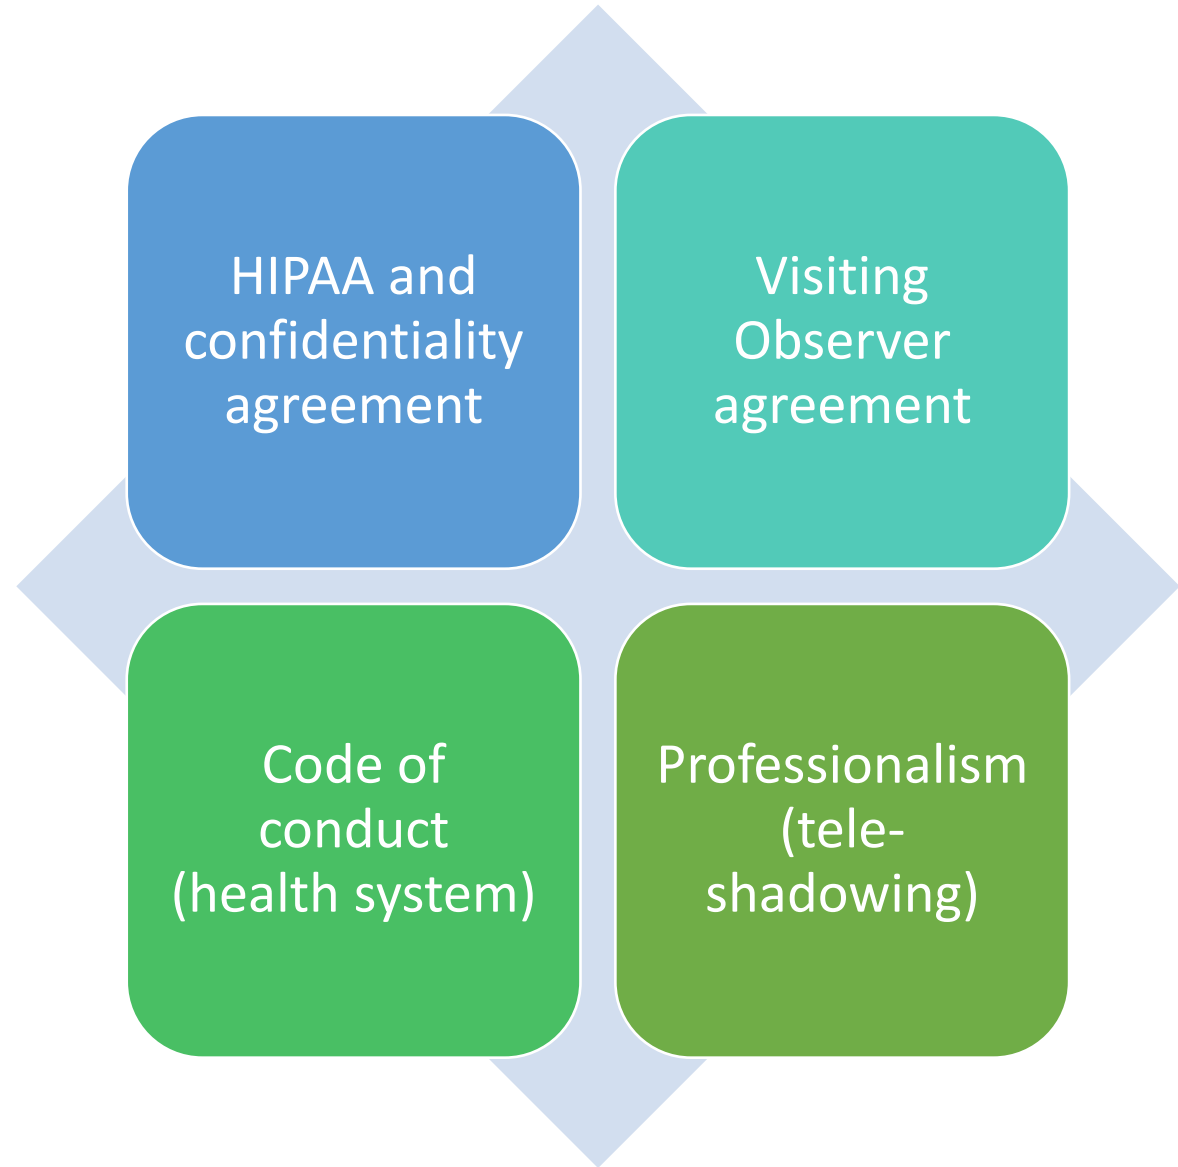 HIPAA and
confidentiality
agreement
Visiting
Observer
agreement
Code of
conduct
(health system)
Professionalism
(tele-
shadowing)